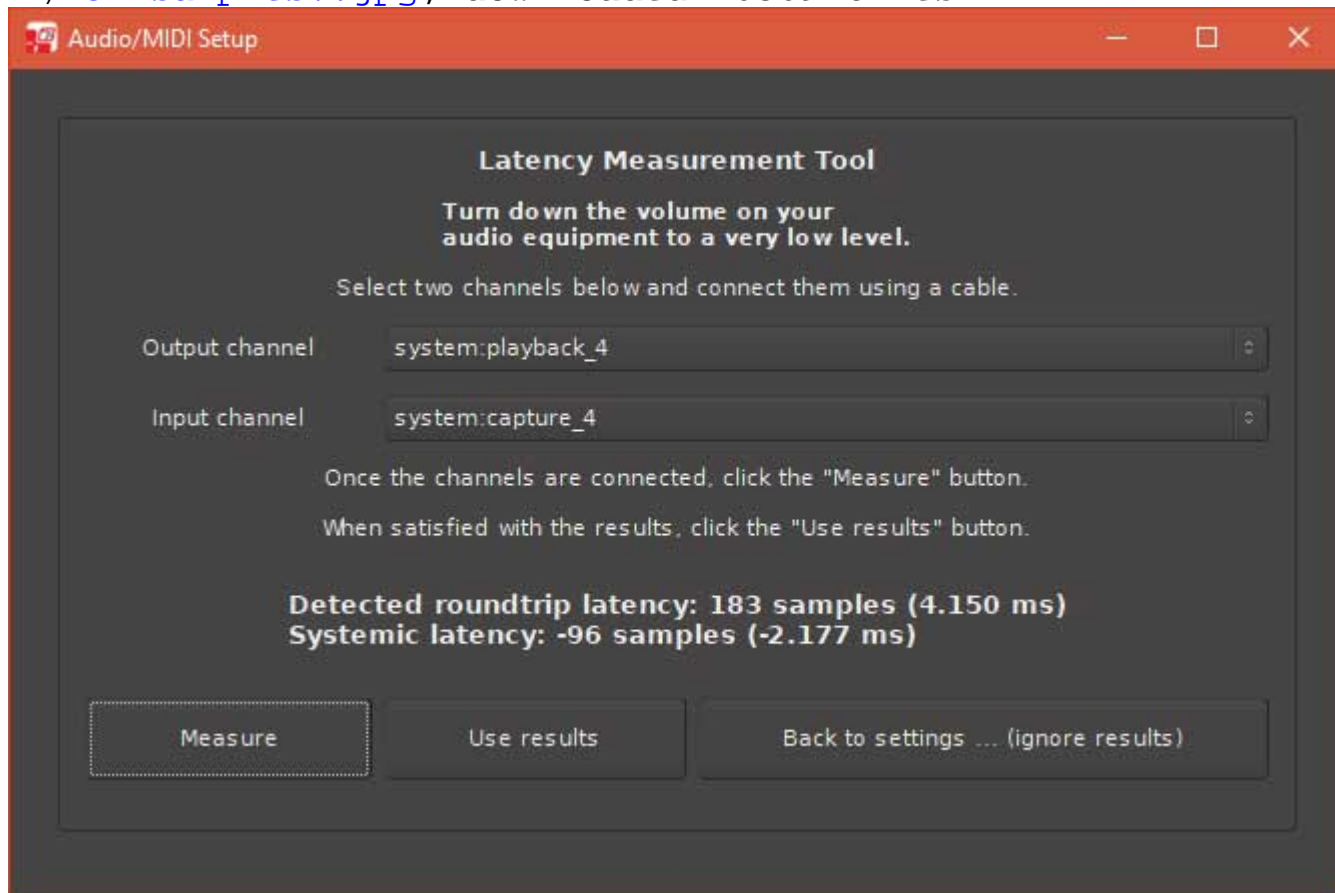 Audio/MIDI Setup
Latency Measurement Tool
Turn down the volume on your
audio equipment to a very low level.
Select two channels below and connect them using a cable.
Output channel system:playback_4
Input channel system:capture_4
Once the channels are connected, click the "Measure" button.
When satisfied with the results, click the "Use results" button.
Detected roundtrip latency: 183 samples (4.150 ms)
Systemic latency: -96 samples (-2.177 ms)
Measure Use results Back to settings ... (ignore results)